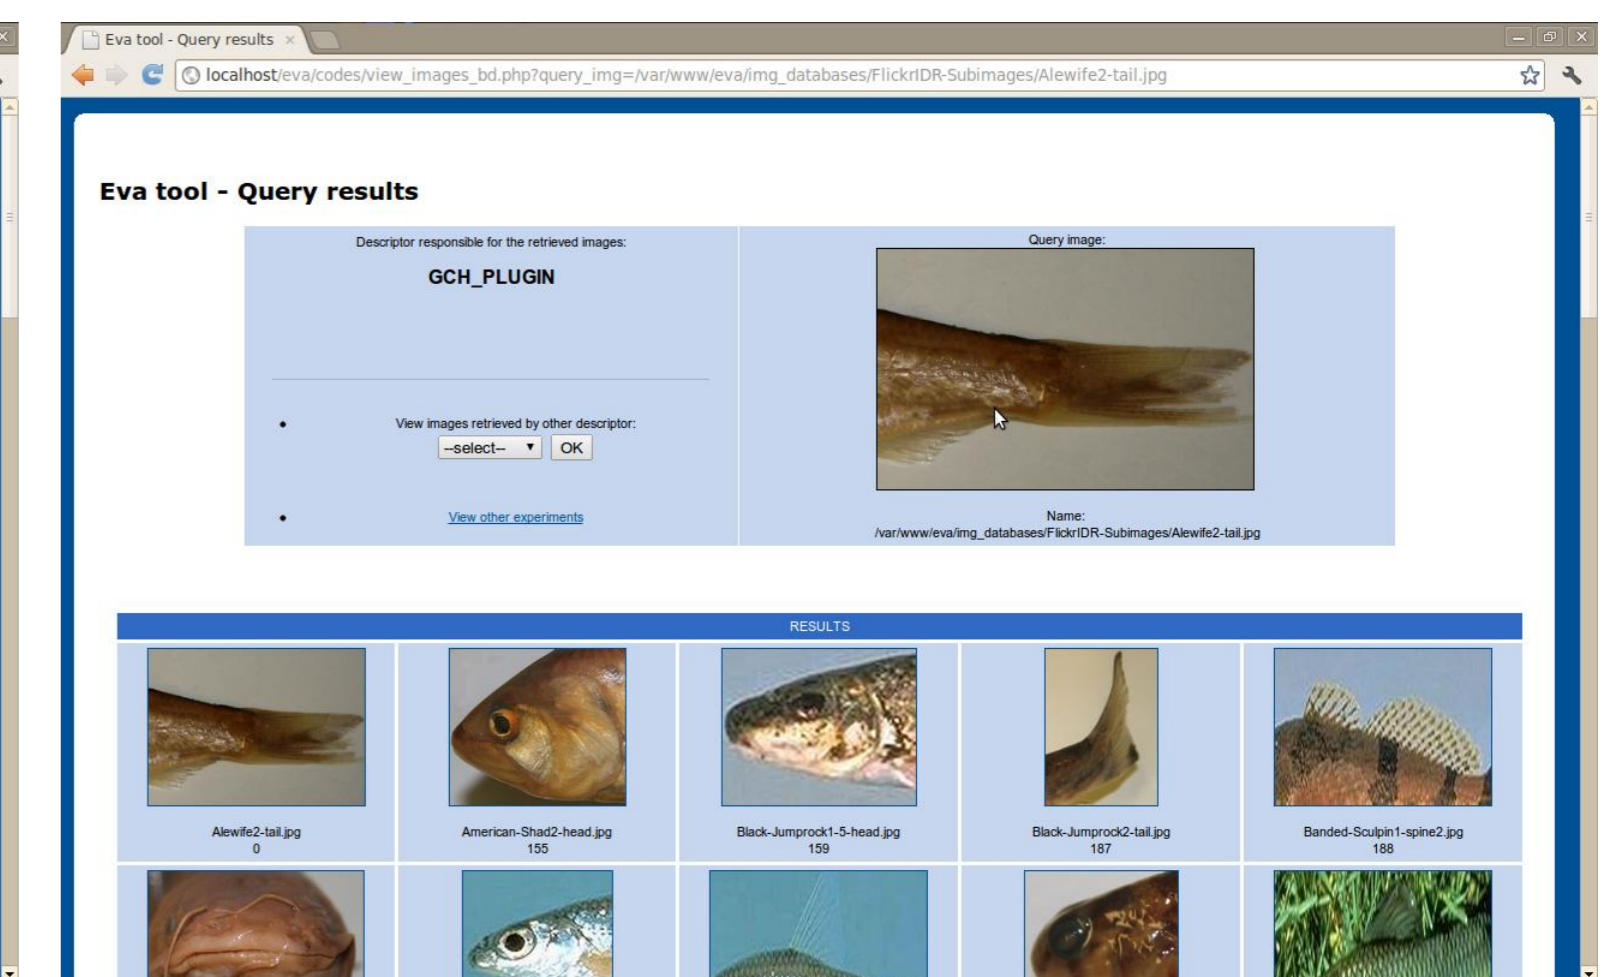 Eva tool - Query results
localhost/eva/codes/view_images_bd.php?query_img=/var/www/eva/img_databases/FlickrIDR-Subimages/Alewife2-tail.jpg
Eva tool - Query results
Descriptor responsible for the retrieved images:
GCH_PLUGIN
View images retrieved by other descriptor:
--select-- OK
View other experiments
Query image:
Name:
/var/www/eva/img_databases/FlickrIDR-Subimages/Alewife2-tail.jpg
RESULTS
Alewife2-tail.jpg
0
American-Shad2-head.jpg
155
Black-Jumprock1-5-head.jpg
159
Black-Jumprock2-tail.jpg
187
Banded-Sculpin1-spine2.jpg
188